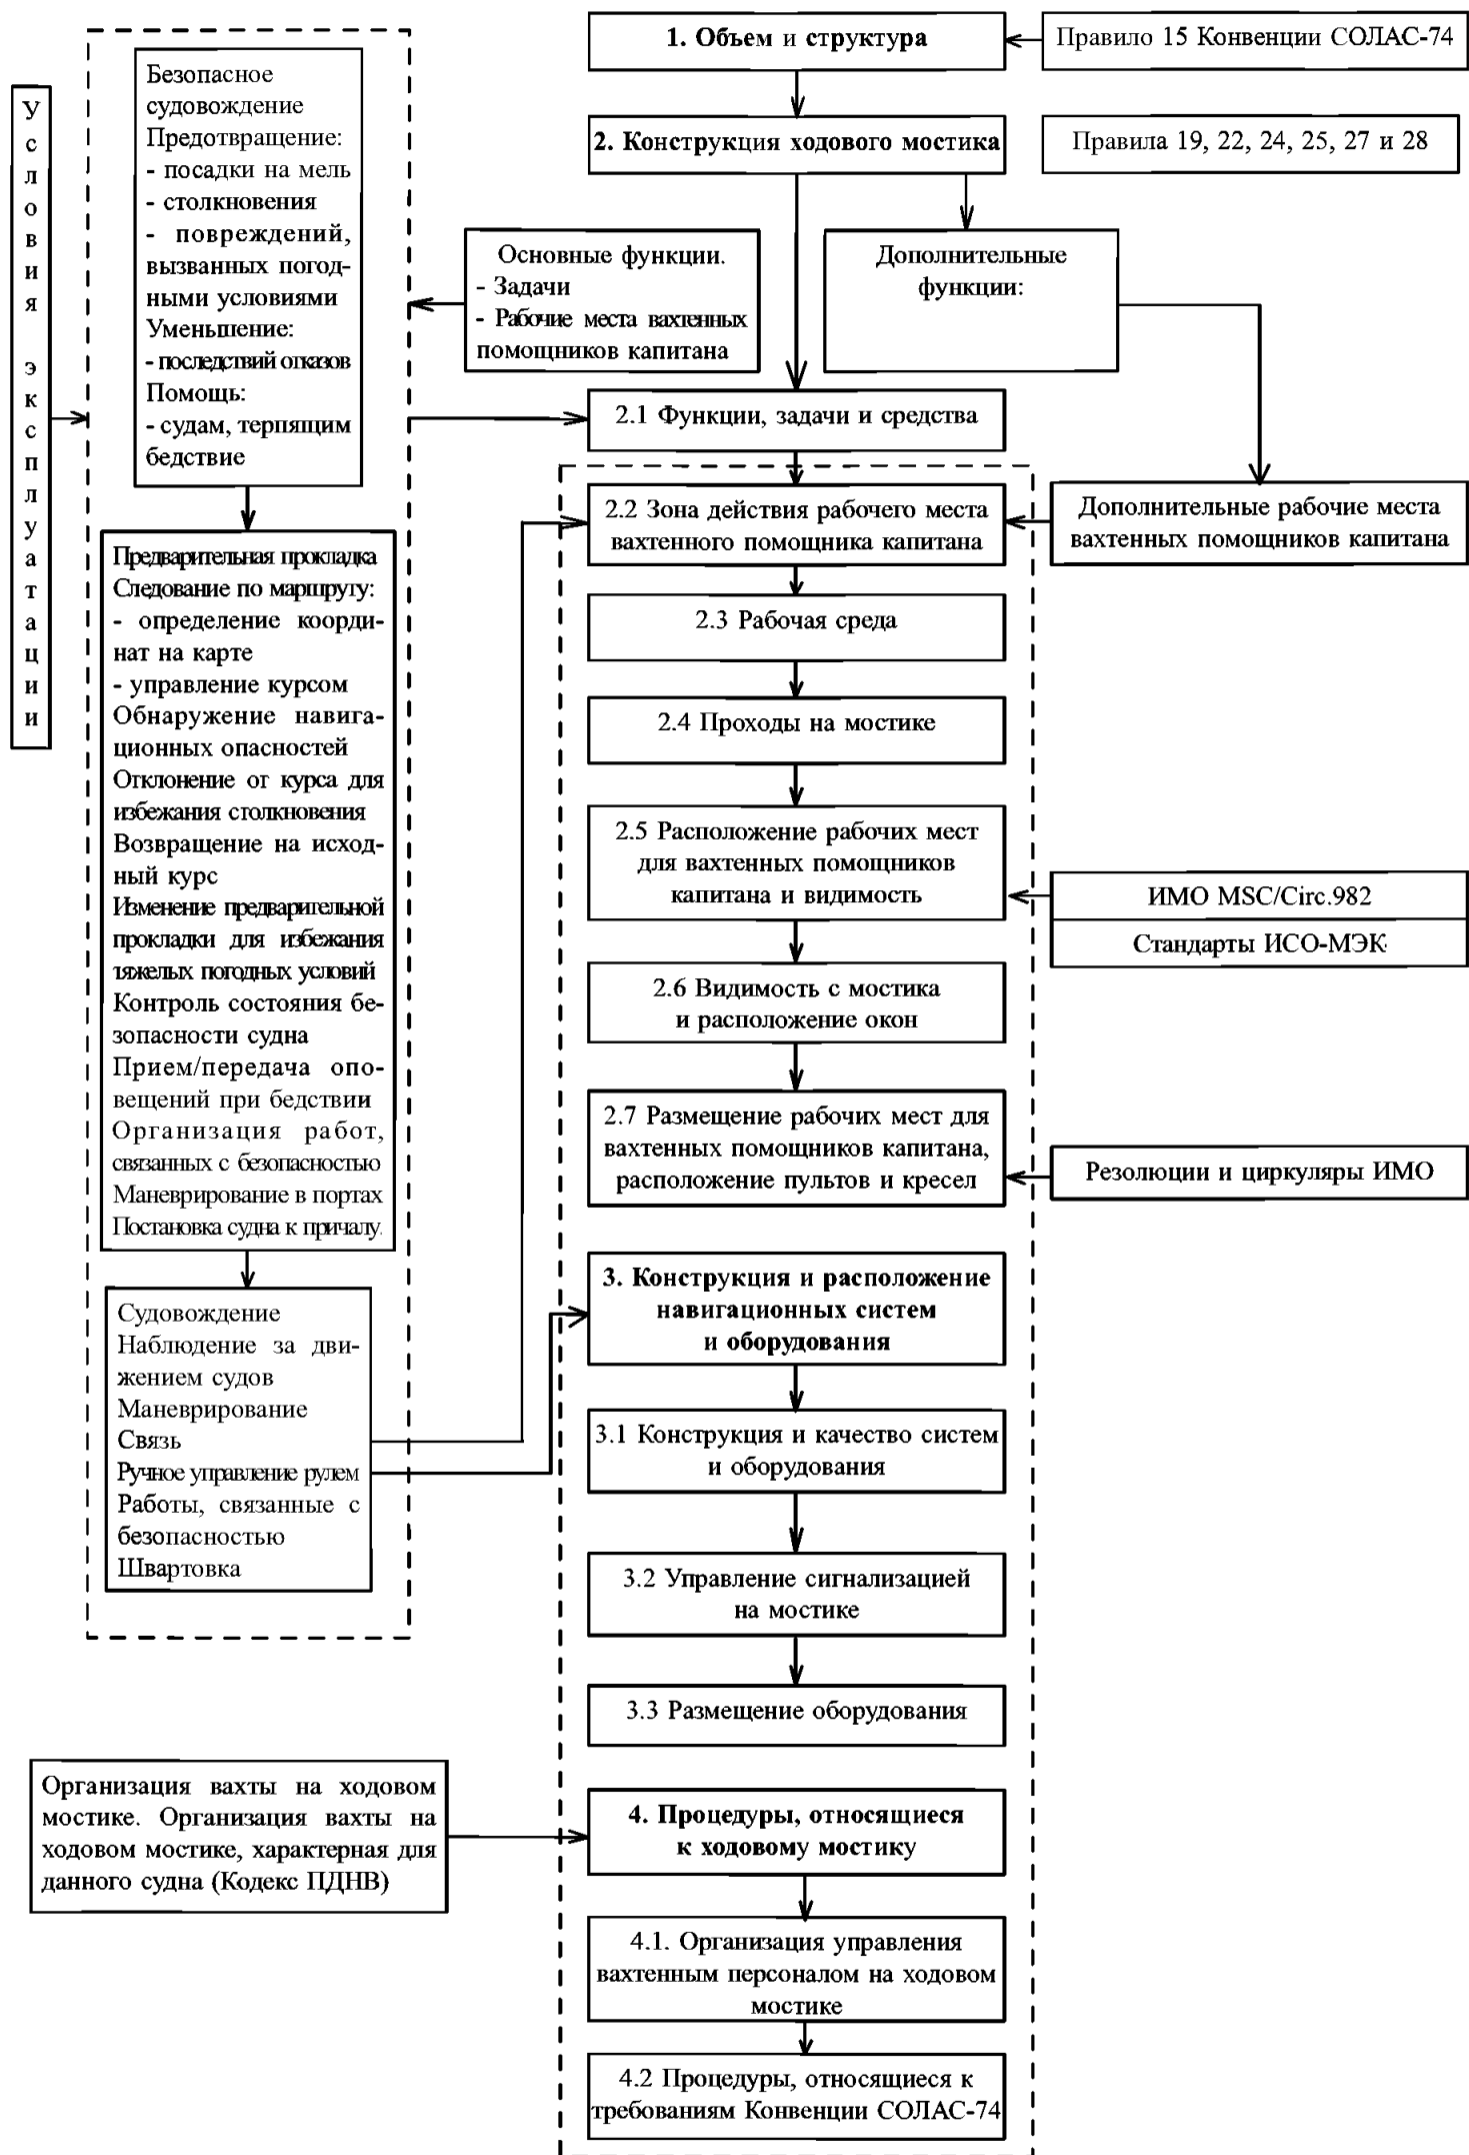 1. Объем и структура
Правило 15 Конвенции СОЛАС-74
2. Конструкция ходового мостика
Правила 19, 22, 24, 25, 27 и 28
У
с
л
о
в
и
я
э
к
с
п
л
у
а
т
а
ц
и
и
Безопасное
судовождение
Предотвращение:
- посадки на мель
- столкновения
- повреждений,
вызванных погод-
ными условиями
Уменьшение:
- последствий отказов
Помощь:
- судам, терпящим
бедствие
Основные функции.
- Задачи
- Рабочие места вахтенных
помощников капитана
Дополнительные
функции:
2.1 Функции, задачи и средства
2.2 Зона действия рабочего места
вахтенного помощника капитана
Дополнительные рабочие места
вахтенных помощников капитана
Предварительная прокладка
Следование по маршруту:
- определение коорди-
нат на карте
- управление курсом
Обнаружение навига-
ционных опасностей
Отклонение от курса для
избежания столкновения
Возвращение на исход-
ный курс
Изменение предварительной
прокладки для избежания
тяжелых погодных условий
Контроль состояния бе-
зопасности судна
Прием/передача опо-
вещений при бедствии
Организация работ,
связанных с безопасностью
Маневрирование в портах
Постановка судна к причалу.
2.3 Рабочая среда
2.4 Проходы на мостике
2.5 Расположение рабочих мест
для вахтенных помощников
капитана и видимость
ИМО MSC/Circ.982
Стандарты ИСО-МЭК
2.6 Видимость с мостика
и расположение окон
2.7 Размещение рабочих мест для
вахтенных помощников капитана,
расположение пультов и кресел
Резолюции и циркуляры ИМО
3. Конструкция и расположение
навигационных систем
и оборудования
Судовождение
Наблюдение за дви-
жением судов
Маневрирование
Связь
Ручное управление рулем
Работы, связанные с
безопасностью
Швартовка
3.1 Конструкция и качество систем
и оборудования
3.2 Управление сигнализацией
на мостике
3.3 Размещение оборудования
Организация вахты на ходовом
мостике. Организация вахты на
ходовом мостике, характерная для
данного судна (Кодекс ПДНВ)
4. Процедуры, относящиеся
к ходовому мостику
4.1. Организация управления
вахтенным персоналом на ходовом
мостике
4.2 Процедуры, относящиеся к
требованиям Конвенции СОЛАС-74